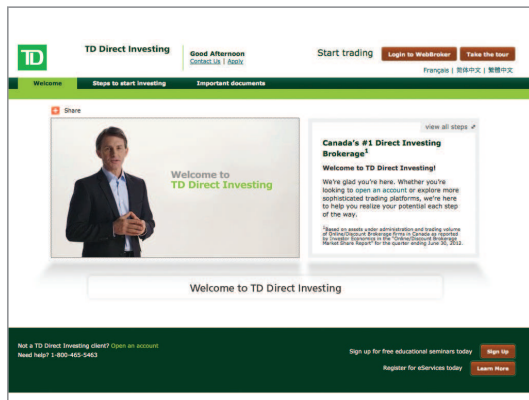 TD
TD Direct Investing
Good Afternoon
Contact Us | Apply
Start trading
Login to WebBroker
Take the tour
Français | 简体中文 | 繁體中文
Welcome
Steps to start investing
Important documents
Share
Welcome to
TD Direct Investing
view all steps
Canada's #1 Direct Investing
Brokerage1
Welcome to TD Direct Investing!
We're glad you're here. Whether you're
looking to open an account or explore more
sophisticated trading platforms, we're here
to help you realize your potential each step
of the way.
1Based on assets under administration and trading volume
of Online/Discount Brokerage firms in Canada as reported
by Investor Economics in the "Online/Discount Brokerage
Market Share Report" for the quarter ending June 30, 2012.
Welcome to TD Direct Investing
Not a TD Direct Investing client? Open an account
Need help? 1-800-465-5463
Sign up for free educational seminars today
Sign Up
Register for eServices today
Learn More